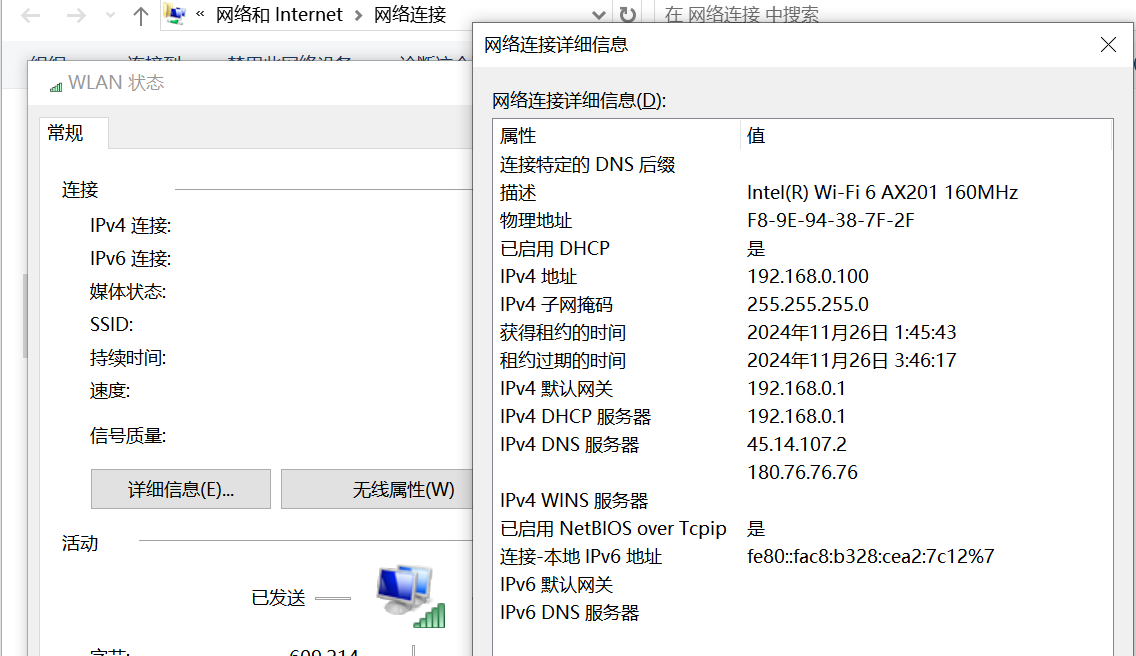 « 网络和 Internet › 网络连接
在 网络连接 中搜索
WLAN 状态
常规
连接
IPv4 连接:
IPv6 连接:
媒体状态:
SSID:
持续时间:
速度:
信号质量:
详细信息(E)...
无线属性(W)
活动
已发送
609,214
网络连接详细信息
网络连接详细信息(D):
属性 值
连接特定的 DNS 后缀
描述 Intel(R) Wi-Fi 6 AX201 160MHz
物理地址 F8-9E-94-38-7F-2F
已启用 DHCP 是
IPv4 地址 192.168.0.100
IPv4 子网掩码 255.255.255.0
获得租约的时间 2024年11月26日 1:45:43
租约过期的时间 2024年11月26日 3:46:17
IPv4 默认网关 192.168.0.1
IPv4 DHCP 服务器 192.168.0.1
IPv4 DNS 服务器 45.14.107.2
180.76.76.76
IPv4 WINS 服务器
已启用 NetBIOS over Tcpip 是
连接-本地 IPv6 地址 fe80::fac8:b328:cea2:7c12%7
IPv6 默认网关
IPv6 DNS 服务器